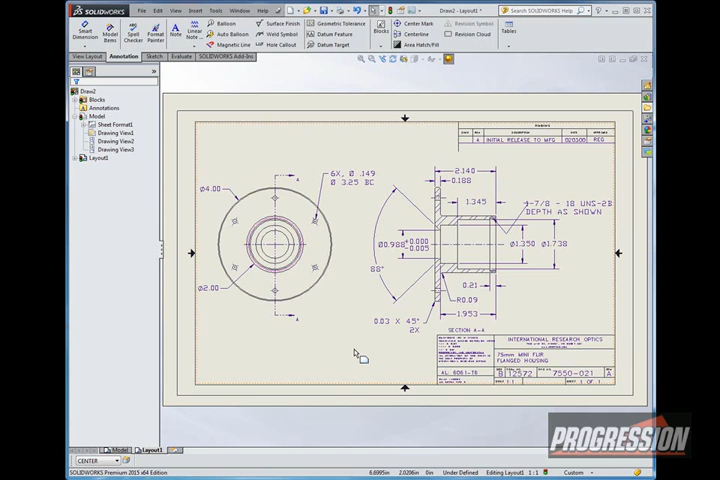 SOLIDWORKS
File Edit View Insert Tools Window Help
Draw2 - Layout1 *
Search SOLIDWORKS Help
Smart Dimension
Model Items
Spell Checker
Format Painter
Note
Linear Note...
Balloon
Auto Balloon
Magnetic Line
Surface Finish
Weld Symbol
Hole Callout
Geometric Tolerance
Datum Feature
Datum Target
Blocks
Center Mark
Centerline
Area Hatch/Fill
Revision Symbol
Revision Cloud
Tables
View Layout Annotation Sketch Evaluate SOLIDWORKS Add-Ins
Draw2
Blocks
Annotations
Model
Sheet Format1
Drawing View1
Drawing View2
Drawing View3
Layout1
A INITIAL RELEASE TO MFG 020500 REG
2.140
0.188
6X, Ø .149
Ø 3.25 BC
A
Ø4.00
1.345
1-7/8 - 18 UNS-2B
DEPTH AS SHOWN
Ø0.988 +0.000
-0.005
Ø1.350 Ø1.738
88°
Ø2.00
0.21
R0.09
0.03 X 45°
2X
1.953
A
SECTION A-A
INTERNATIONAL RESEARCH OPTICS
75mm MINI FLIR
FLANGED HOUSING
AL: 6061-T6
B 12572 7550-021 A
1:1 SHEET 1 OF 1
PROGRESSION
Model Layout1
CENTER
SOLIDWORKS Premium 2015 x64 Edition
6.6995in 2.0206in 0in Under Defined Editing Layout1 1 : 1 Custom